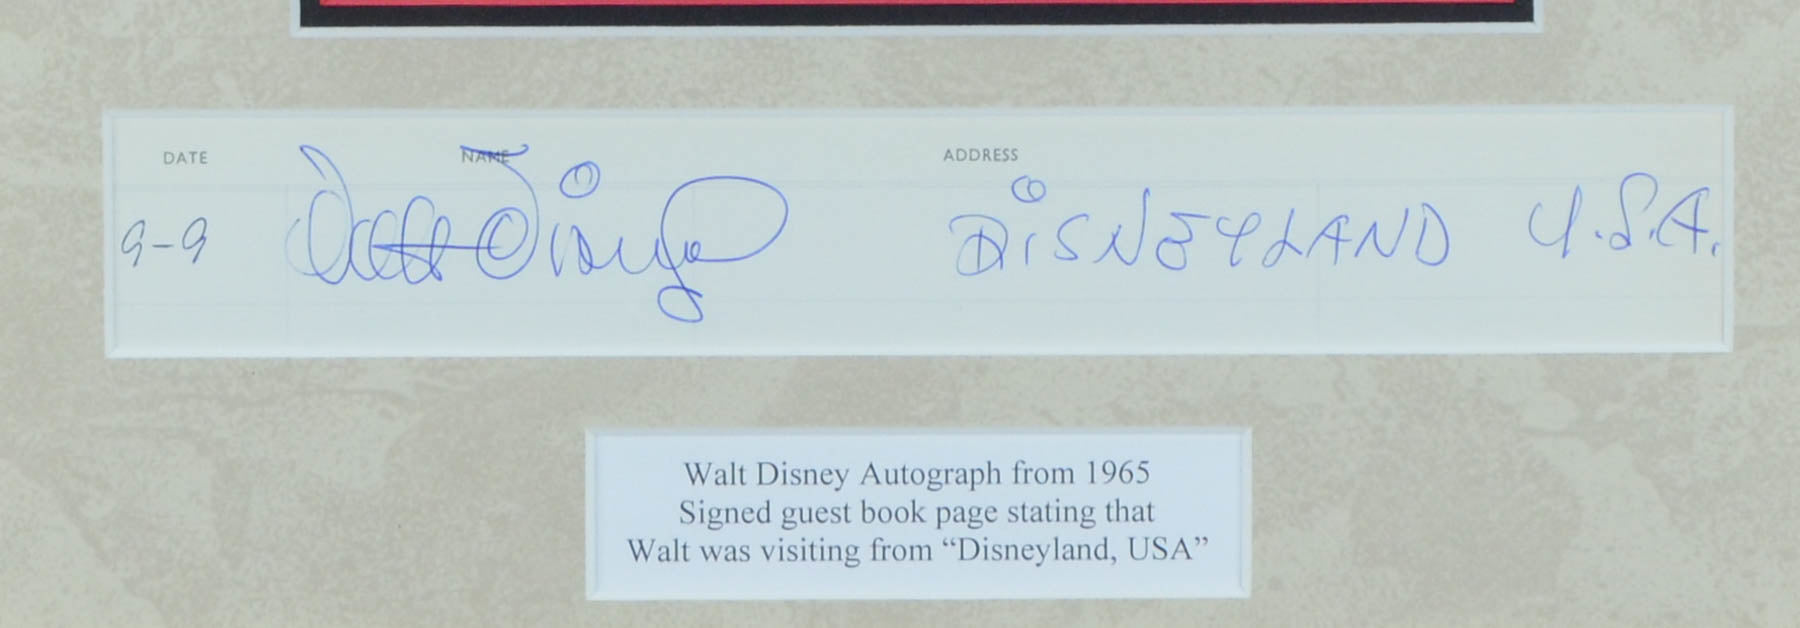 DATE NAME ADDRESS
9-9 Walt Disney DiSNEYLAND U.S.A.
Walt Disney Autograph from 1965
Signed guest book page stating that
Walt was visiting from “Disneyland, USA”